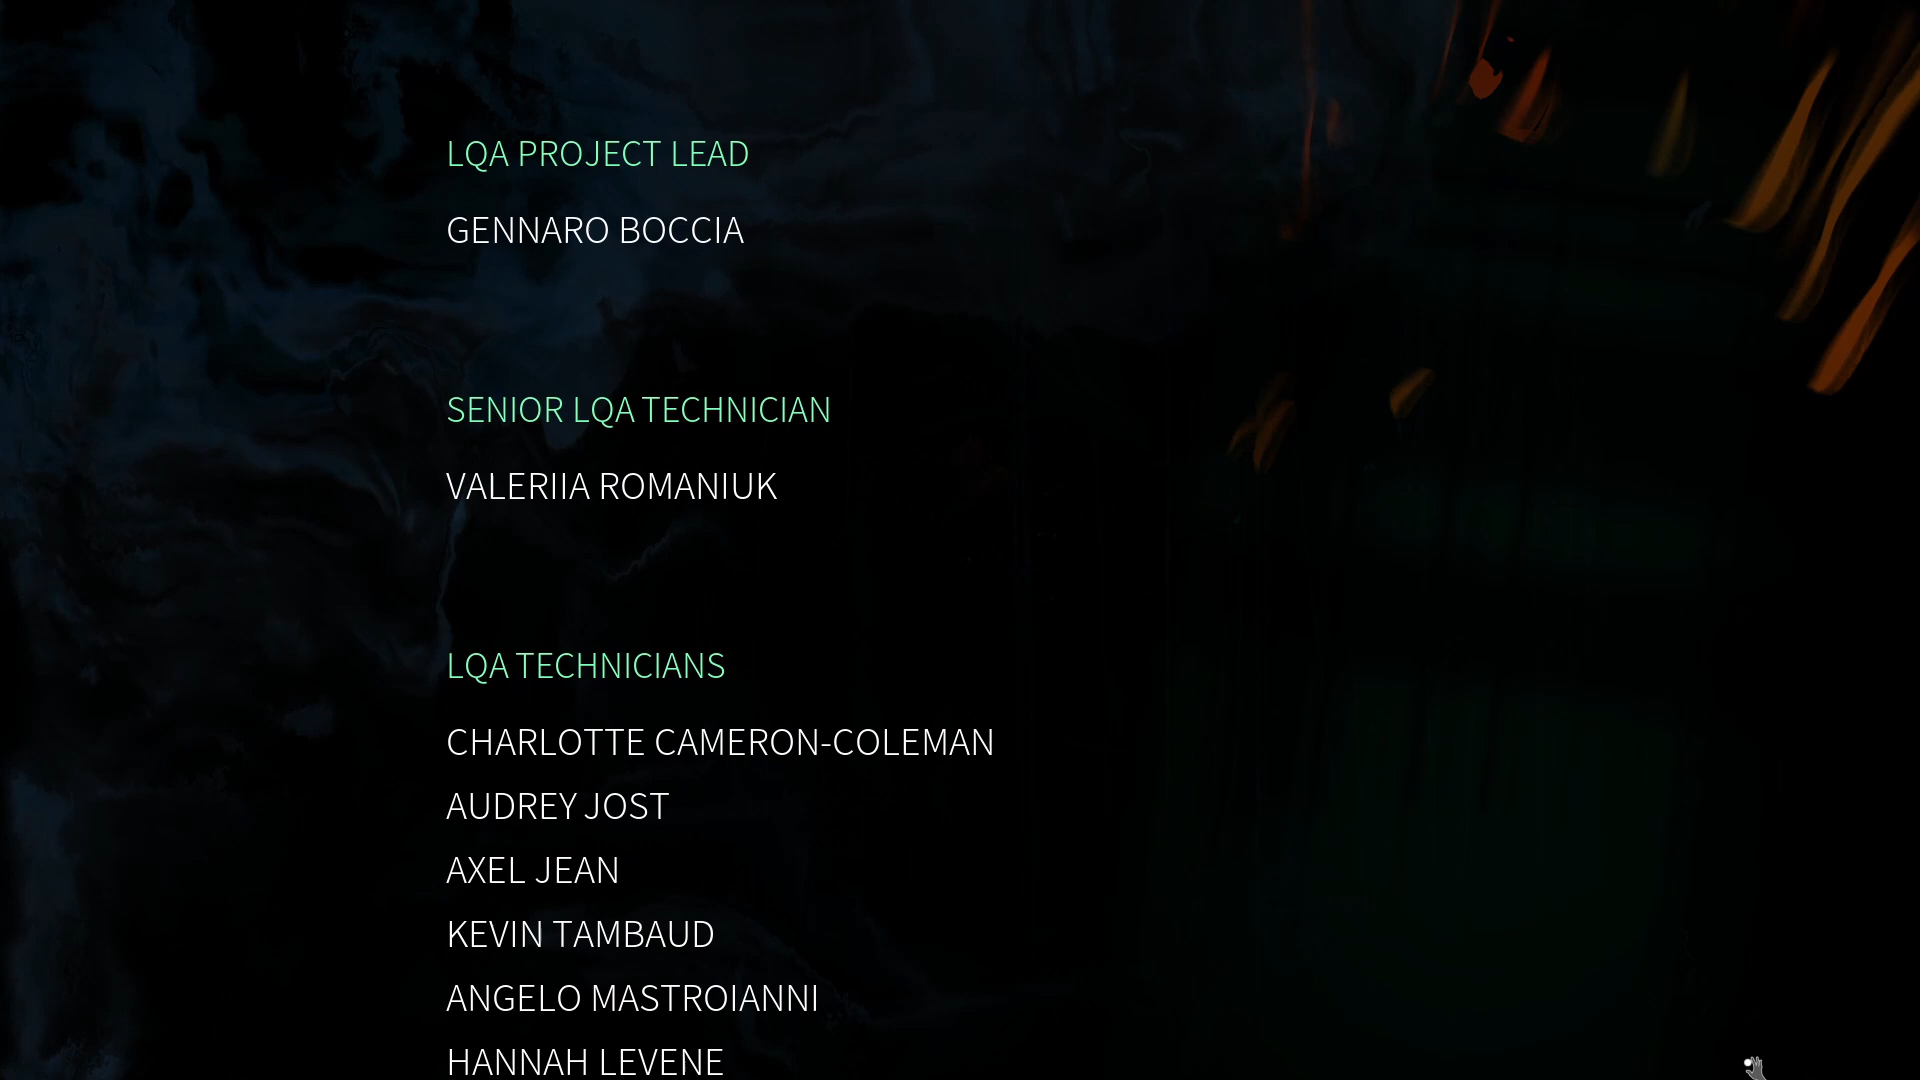 LQA PROJECT LEAD
GENNARO BOCCIA
SENIOR LQA TECHNICIAN
VALERIIA ROMANIUK
LQA TECHNICIANS
CHARLOTTE CAMERON-COLEMAN
AUDREY JOST
AXEL JEAN
KEVIN TAMBAUD
ANGELO MASTROIANNI
HANNAH LEVENE